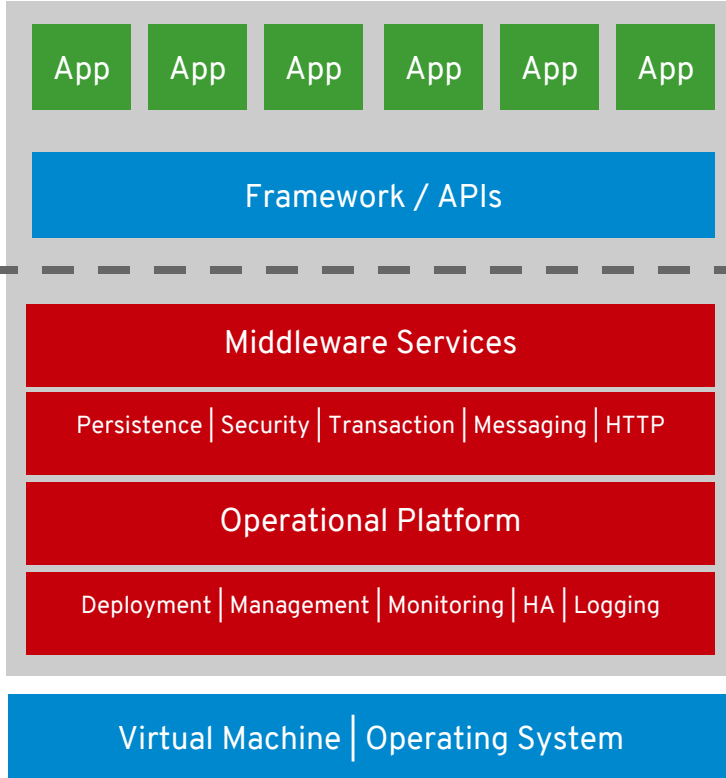 App App App App App App
Framework / APIs
Middleware Services
Persistence | Security | Transaction | Messaging | HTTP
Operational Platform
Deployment | Management | Monitoring | HA | Logging
Virtual Machine | Operating System